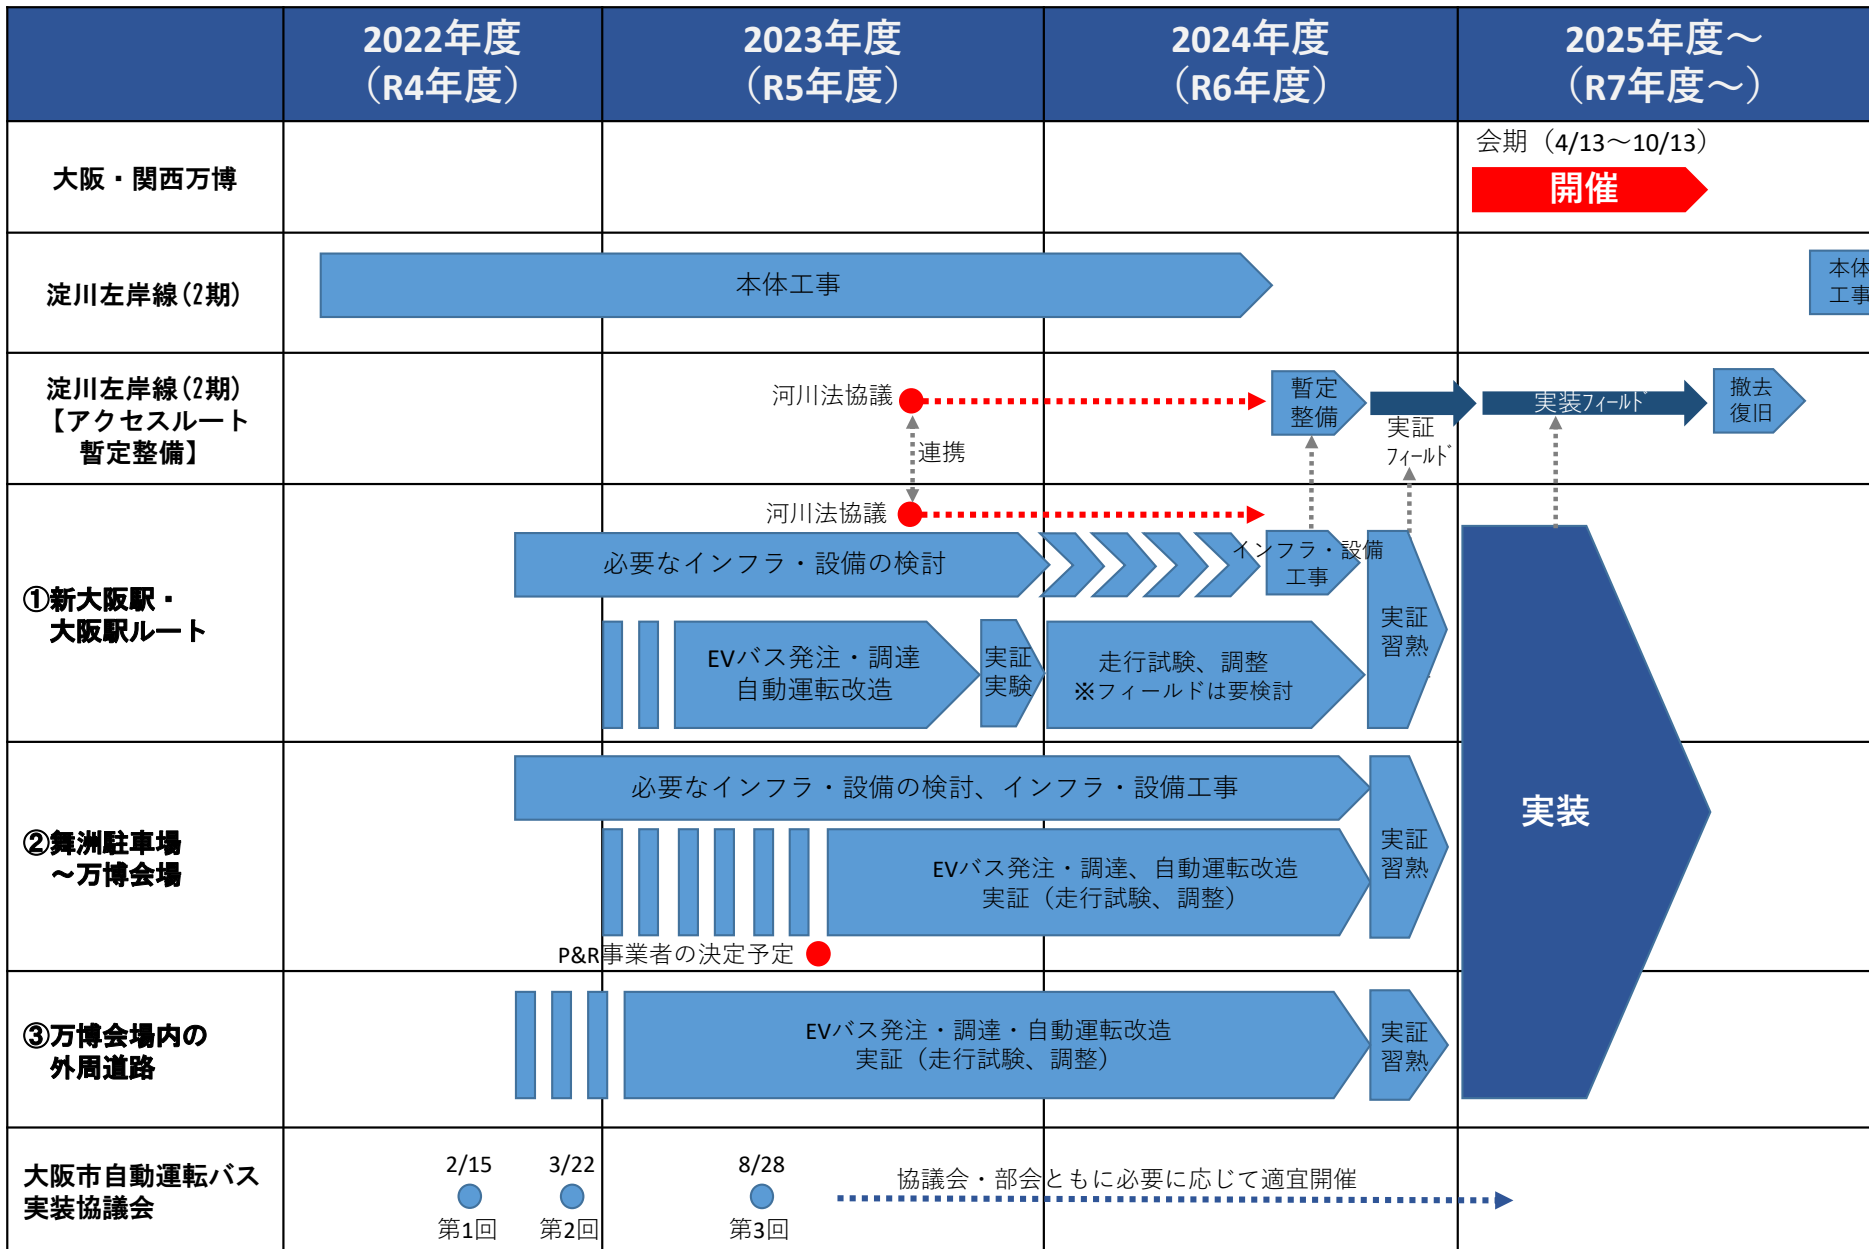 2022年度
（R4年度）
2023年度
（R5年度）
2024年度
（R6年度）
2025年度～
（R7年度～）
大阪・関西万博
会期（4/13～10/13）
開催
淀川左岸線(2期)
本体工事
本体
工事
淀川左岸線(2期)
【アクセスルート
暫定整備】
河川法協議
連携
暫定
整備
実証
ﾌｨｰﾙﾄﾞ
実装ﾌｨｰﾙﾄﾞ
撤去
復旧
①新大阪駅・
大阪駅ルート
河川法協議
必要なインフラ・設備の検討
インフラ・設備
工事
EVバス発注・調達
自動運転改造
実証
実験
走行試験、調整
※フィールドは要検討
実証
習熟
②舞洲駐車場
～万博会場
必要なインフラ・設備の検討、インフラ・設備工事
EVバス発注・調達、自動運転改造
実証（走行試験、調整）
P&R事業者の決定予定
実証
習熟
実装
③万博会場内の
外周道路
EVバス発注・調達・自動運転改造
実証（走行試験、調整）
実証
習熟
大阪市自動運転バス
実装協議会
2/15
第1回
3/22
第2回
8/28
第3回
協議会・部会ともに必要に応じて適宜開催